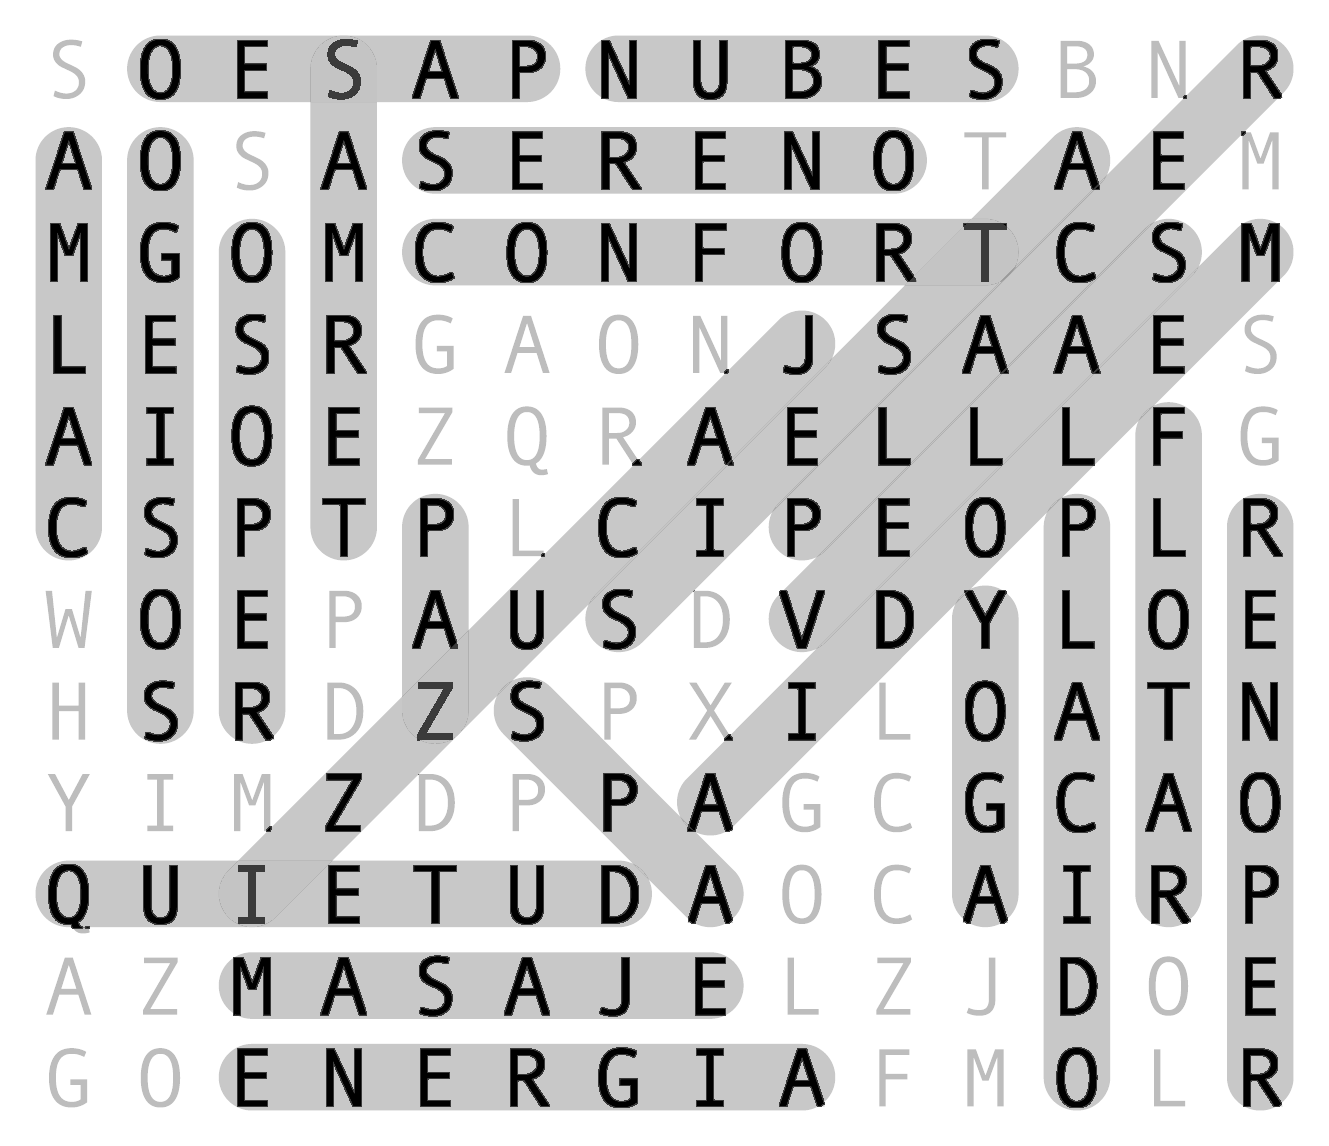 S O E S A P N U B E S B N R
A O S A S E R E N O T A E M
M G O M C O N F O R T C S M
L E S R G A O N J S A A E S
A I O E Z Q R A E L L L F G
C S P T P L C I P E O P L R
W O E P A U S D V D Y L O E
H S R D Z S P X I L O A T N
Y I M Z D P P A G C G C A O
Q U I E T U D A O C A I R P
A Z M A S A J E L Z J D O E
G O E N E R G I A F M O L R